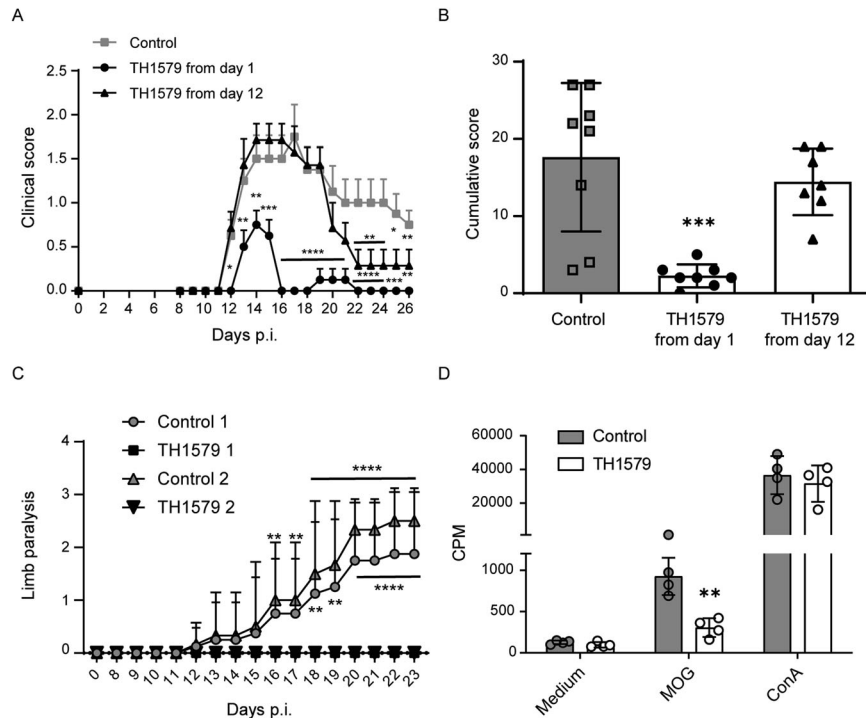 A
Control
TH1579 from day 1
TH1579 from day 12
2.5
2.0
1.5
1.0
0.5
0.0
Clinical score
**
**
***
*
****
**
****
*
***
**
**
0 2 4 6 8 10 12 14 16 18 20 22 24 26
Days p.i.
B
30
20
10
0
Cumulative score
***
Control
TH1579
from day 1
TH1579
from day 12
C
Control 1
TH1579 1
Control 2
TH1579 2
4
3
2
1
0
Limb paralysis
****
** **
** **
****
0 8 9 10 11 12 13 14 15 16 17 18 19 20 21 22 23
Days p.i.
D
Control
TH1579
60000
40000
20000
1000
500
0
CPM
**
Medium
MOG
ConA